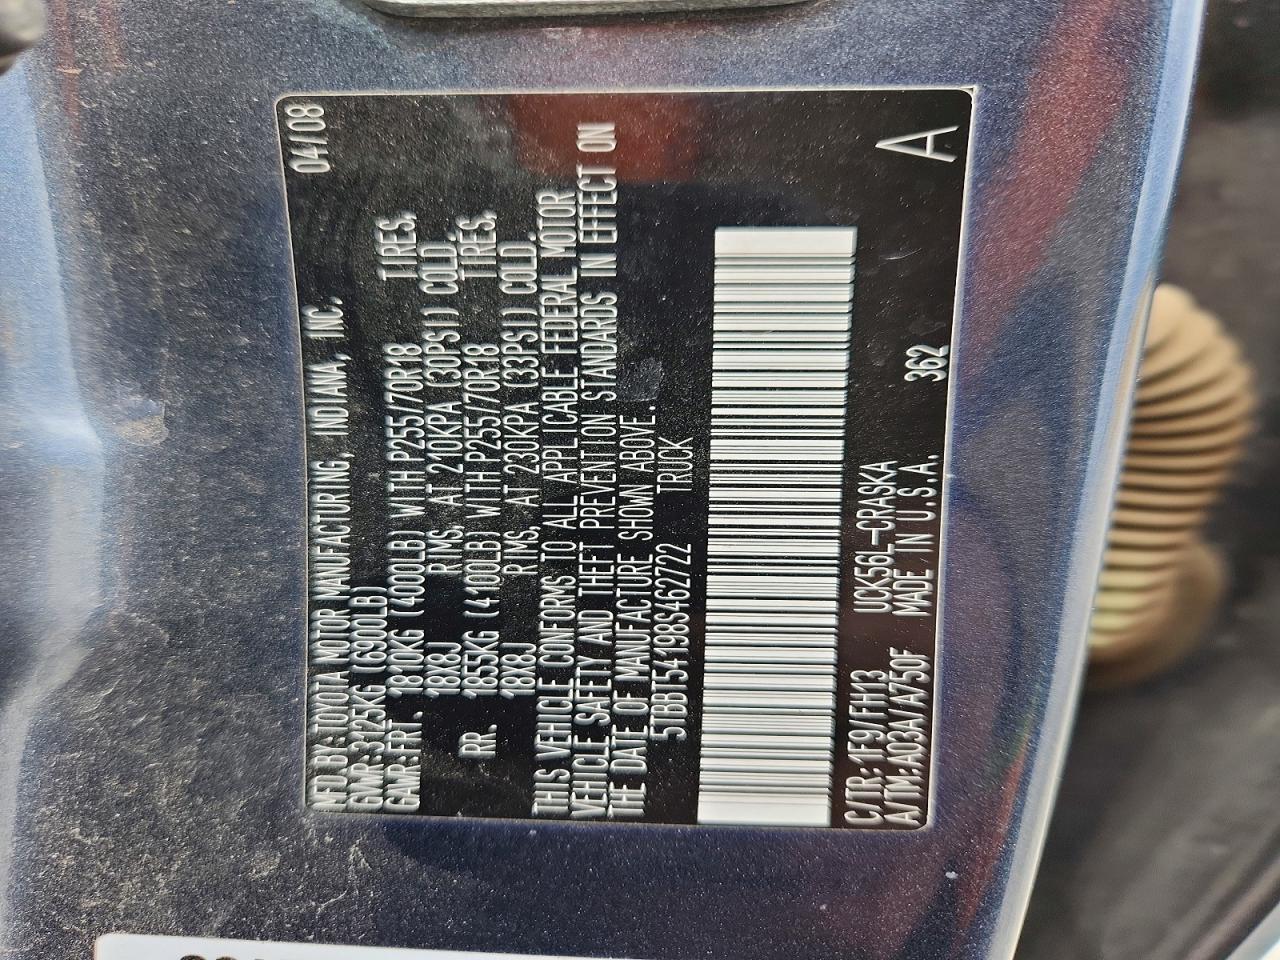 MFD BY:TOYOTA MOTOR MANUFACTURING, INDIANA, INC. 04/08
GVWR:3125KG (6900LB)
GAWR:FRT. 1810KG (4000LB) WITH P255/70R18 TIRES,
18X8J RIMS, AT 210KPA (30PSI) COLD.
RR. 1855KG (4100LB) WITH P255/70R18 TIRES,
18X8J RIMS, AT 230KPA (33PSI) COLD.
THIS VEHICLE CONFORMS TO ALL APPLICABLE FEDERAL MOTOR
VEHICLE SAFETY AND THEFT PREVENTION STANDARDS IN EFFECT ON
THE DATE OF MANUFACTURE SHOWN ABOVE.
5TBBT54198S462722 TRUCK
C/TR:1F9/FH13 UCK56L-CRASKA
A/TM:A03A/A750F MADE IN U.S.A. 362 A